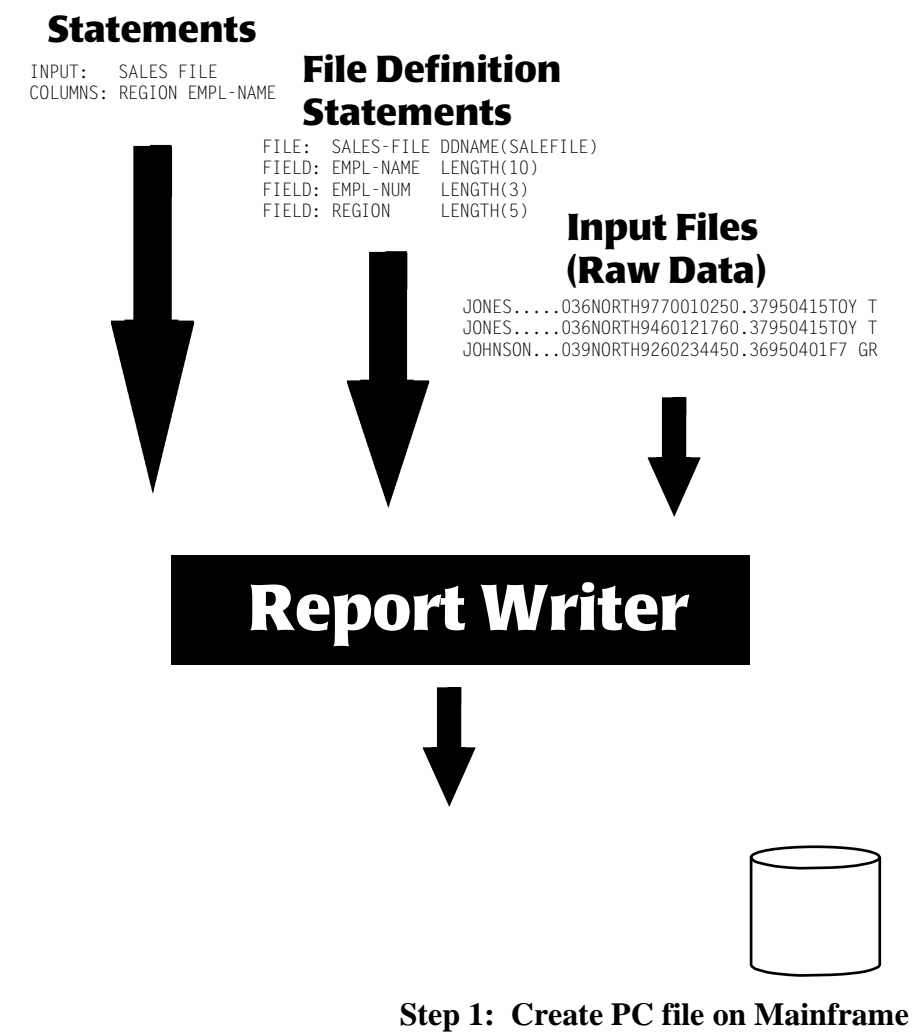 Statements
INPUT:   SALES FILE
COLUMNS: REGION EMPL-NAME
File Definition
Statements
FILE:  SALES-FILE DDNAME(SALEFILE)
FIELD: EMPL-NAME  LENGTH(10)
FIELD: EMPL-NUM   LENGTH(3)
FIELD: REGION     LENGTH(5)
Input Files
(Raw Data)
JONES.....036NORTH9770010250.37950415TOY T
JONES.....036NORTH9460121760.37950415TOY T
JOHNSON...039NORTH9260234450.36950401F7 GR
Report Writer
Step 1:  Create PC file on Mainframe